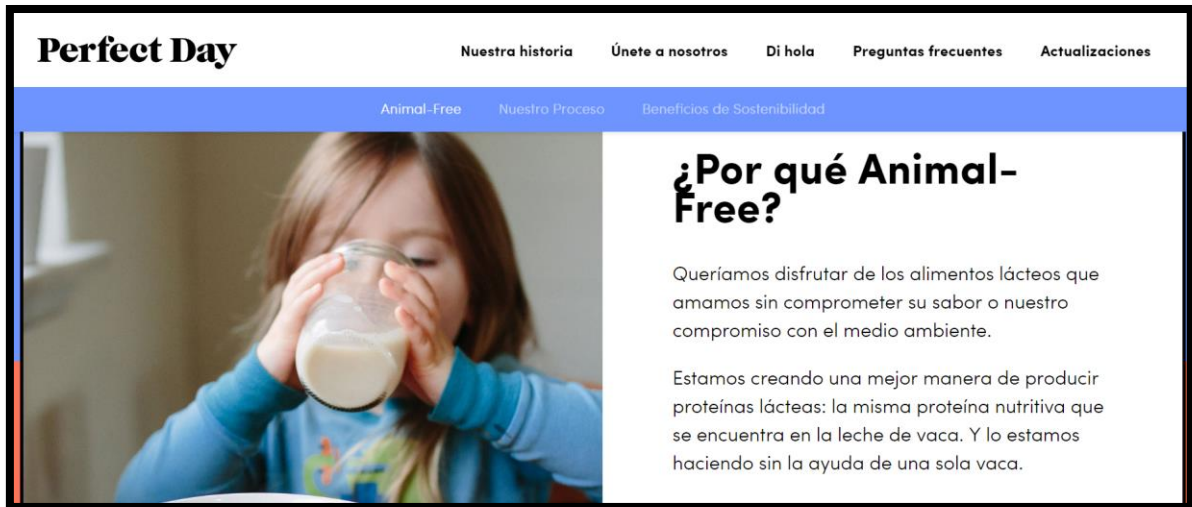 Perfect Day
Nuestra historia Únete a nosotros Di hola Preguntas frecuentes Actualizaciones
Animal-Free Nuestro Proceso Beneficios de Sostenibilidad
¿Por qué Animal-
Free?
Queríamos disfrutar de los alimentos lácteos que
amamos sin comprometer su sabor o nuestro
compromiso con el medio ambiente.
Estamos creando una mejor manera de producir
proteínas lácteas: la misma proteína nutritiva que
se encuentra en la leche de vaca. Y lo estamos
haciendo sin la ayuda de una sola vaca.